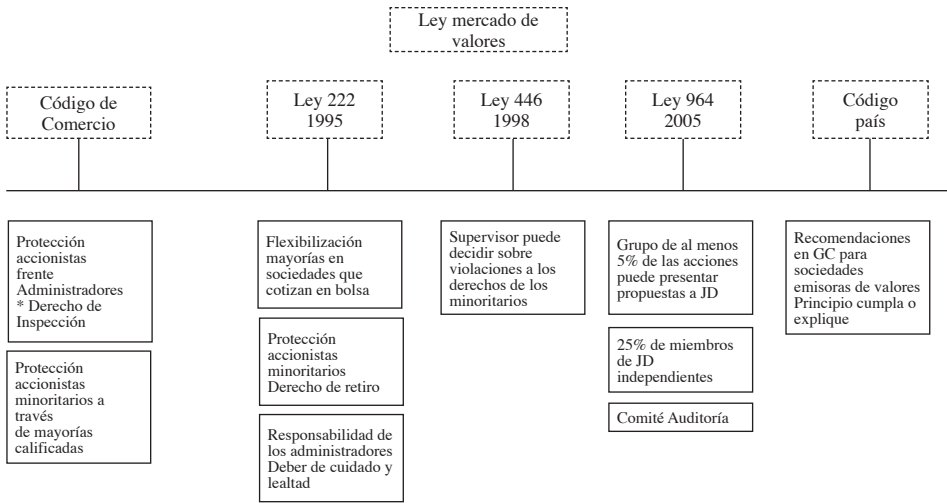 Ley mercado de
valores
Código de
Comercio
Ley 222
1995
Ley 446
1998
Ley 964
2005
Código
país
Protección
accionistas
frente
Administradores
* Derecho de
Inspección
Protección
accionistas
minoritarios a
través
de mayorías
calificadas
Flexibilización
mayorías en
sociedades que
cotizan en bolsa
Protección
accionistas
minoritarios
Derecho de retiro
Responsabilidad de
los administradores
Deber de cuidado y
lealtad
Supervisor puede
decidir sobre
violaciones a los
derechos de los
minoritarios
Grupo de al menos
5% de las acciones
puede presentar
propuestas a JD
25% de miembros
de JD
independientes
Comité Auditoría
Recomendaciones
en GC para
sociedades
emisoras de valores
Principio cumpla o
explique